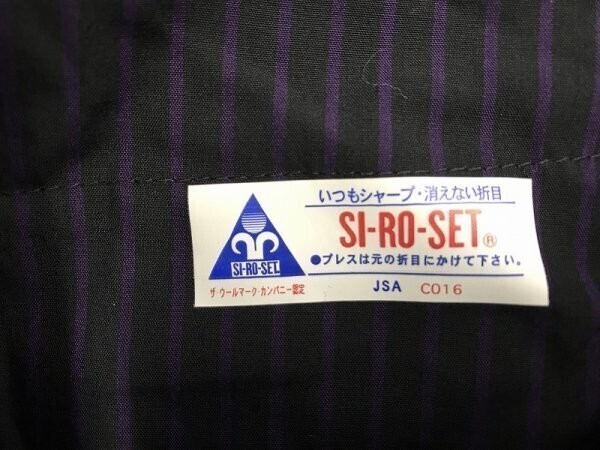 いつもシャープ・消えない折目
SI-RO-SET®
●プレスは元の折目にかけて下さい。
JSA C016
SI-RO-SET
ザ・ウールマーク・カンパニー認定